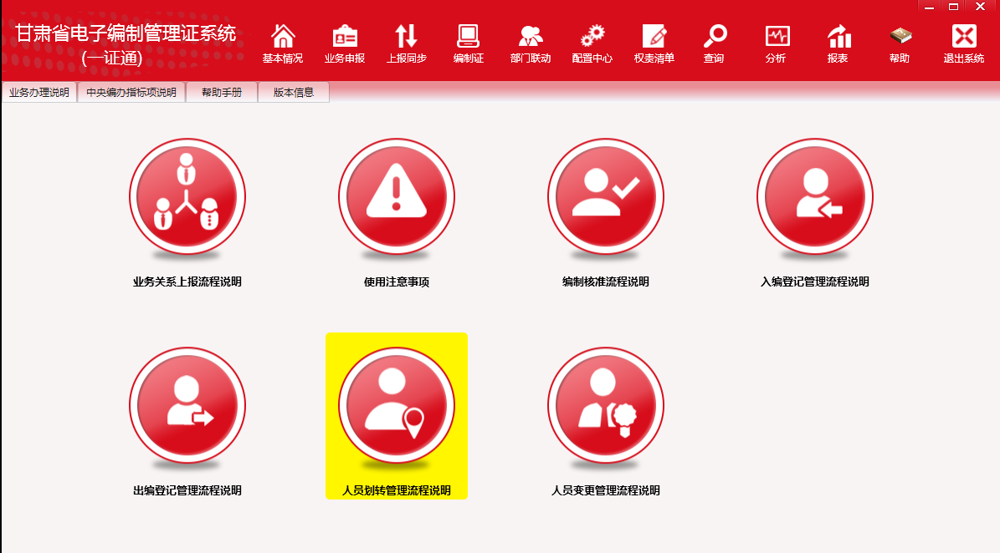 甘肃省电子编制管理证系统
(一证通)
基本情况 业务申报 上报同步 编制证 部门联动 配置中心 权责清单 查询 分析 报表 帮助 退出系统
业务办理说明 中央编办指标项说明 帮助手册 版本信息
业务关系上报流程说明 使用注意事项 编制核准流程说明 入编登记管理流程说明
出编登记管理流程说明 人员划转管理流程说明 人员变更管理流程说明